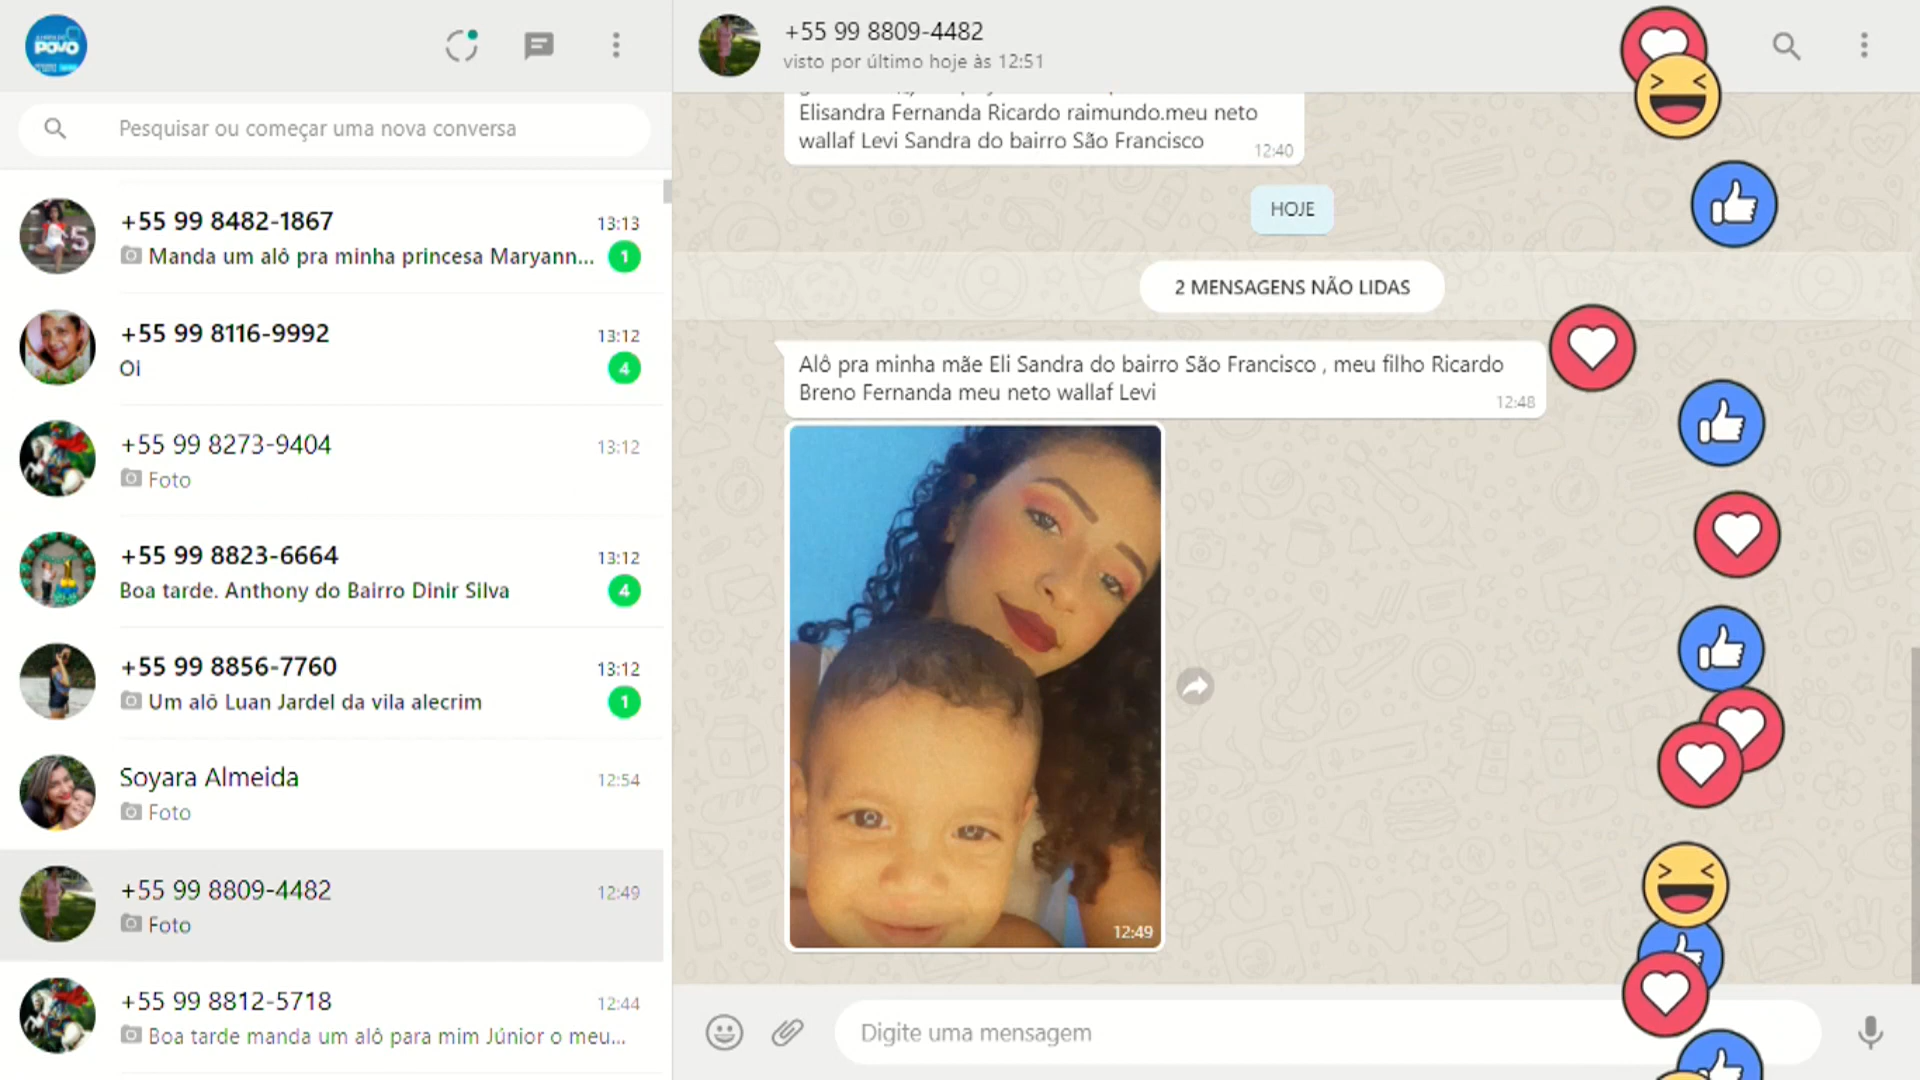 POVO
Pesquisar ou começar uma nova conversa
+55 99 8482-1867
13:13
Manda um alô pra minha princesa Maryann...
1
+55 99 8116-9992
13:12
Oi
4
+55 99 8273-9404
13:12
Foto
+55 99 8823-6664
13:12
Boa tarde. Anthony do Bairro Dinir Silva
4
+55 99 8856-7760
13:12
Um alô Luan Jardel da vila alecrim
1
Soyara Almeida
12:54
Foto
+55 99 8809-4482
12:49
Foto
+55 99 8812-5718
12:44
Boa tarde manda um alô para mim Júnior o meu...
+55 99 8809-4482
visto por último hoje às 12:51
Elisandra Fernanda Ricardo raimundo.meu neto
wallaf Levi Sandra do bairro São Francisco
12:40
HOJE
2 MENSAGENS NÃO LIDAS
Alô pra minha mãe Eli Sandra do bairro São Francisco , meu filho Ricardo
Breno Fernanda meu neto wallaf Levi
12:48
12:49
Digite uma mensagem